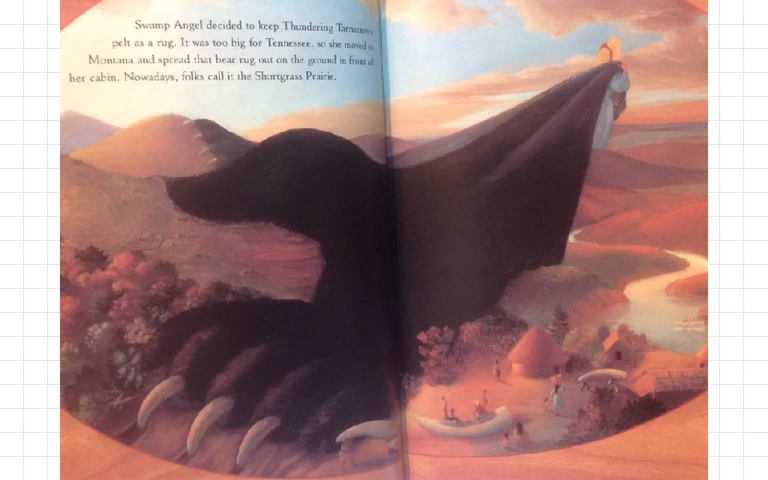 Swamp Angel decided to keep Thundering Tarnation's
pelt as a rug. It was too big for Tennessee, so she moved to
Montana and spread that bear rug out on the ground in front of
her cabin. Nowadays, folks call it the Shortgrass Prairie.